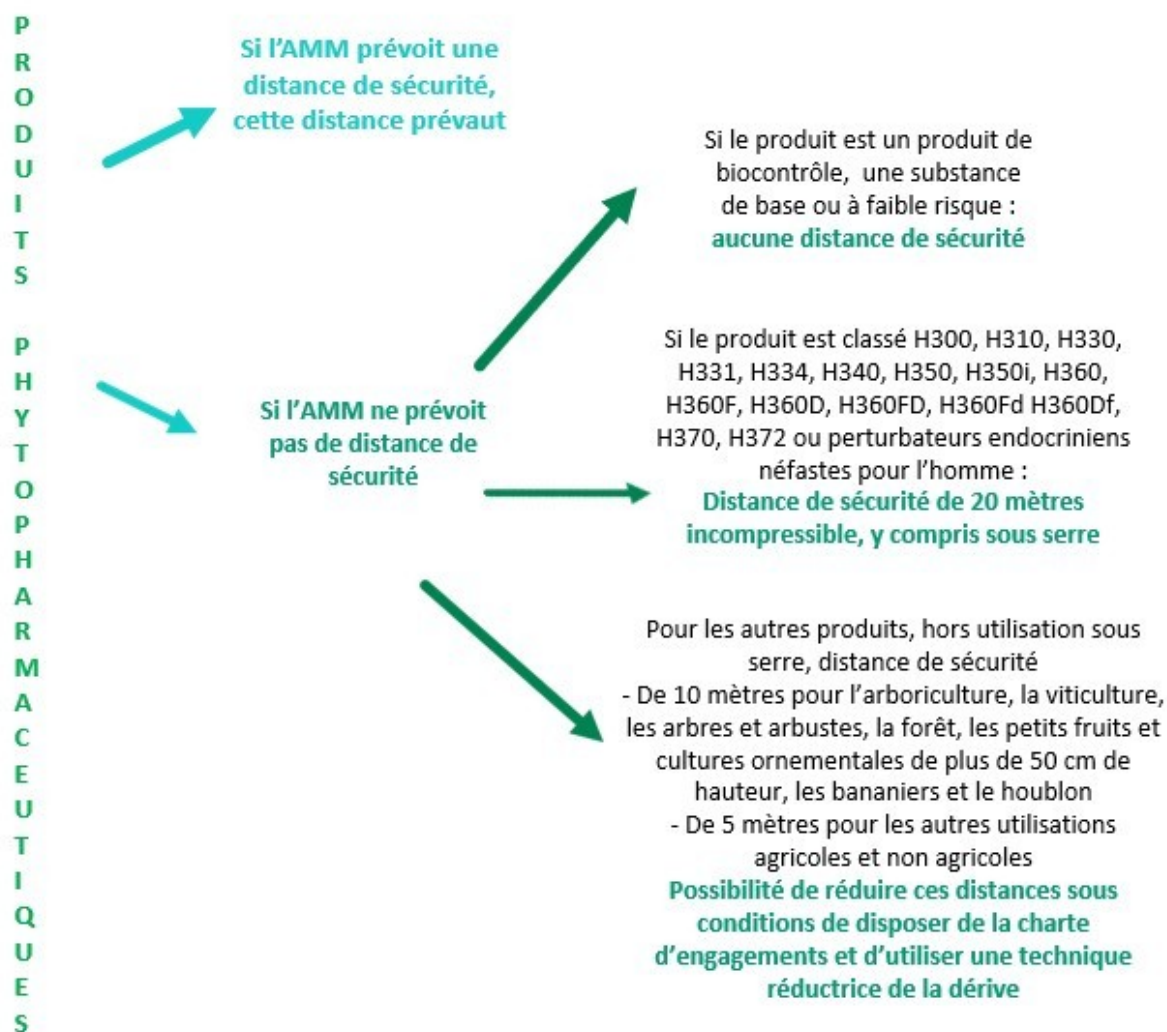 PRODUITS PHYTOPHARMACEUTIQUES
Si l'AMM prévoit une
distance de sécurité,
cette distance prévaut
Si l'AMM ne prévoit
pas de distance de
sécurité
Si le produit est un produit de
biocontrôle, une substance
de base ou à faible risque :
aucune distance de sécurité
Si le produit est classé H300, H310, H330,
H331, H334, H340, H350, H350i, H360,
H360F, H360D, H360FD, H360Fd H360Df,
H370, H372 ou perturbateurs endocriniens
néfastes pour l'homme :
Distance de sécurité de 20 mètres
incompressible, y compris sous serre
Pour les autres produits, hors utilisation sous
serre, distance de sécurité
- De 10 mètres pour l'arboriculture, la viticulture,
les arbres et arbustes, la forêt, les petits fruits et
cultures ornementales de plus de 50 cm de
hauteur, les bananiers et le houblon
- De 5 mètres pour les autres utilisations
agricoles et non agricoles
Possibilité de réduire ces distances sous
conditions de disposer de la charte
d'engagements et d'utiliser une technique
réductrice de la dérive